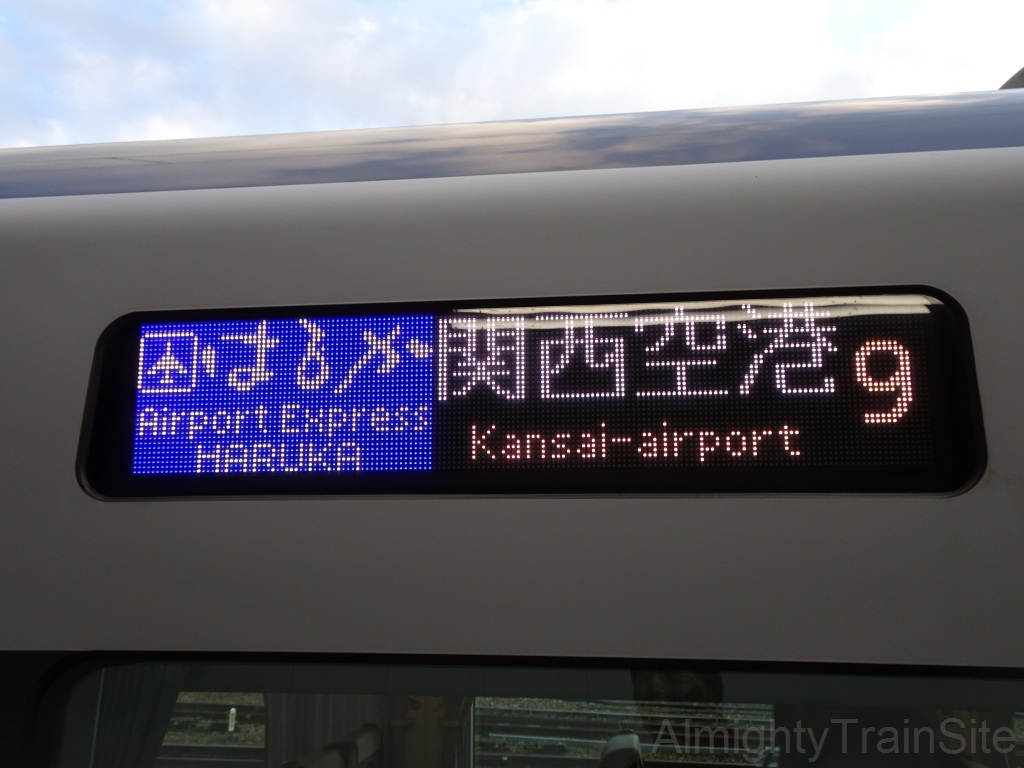 はるか 関西空港 9
Airport Express
HARUKA
Kansai-airport
AlmightyTrainSite